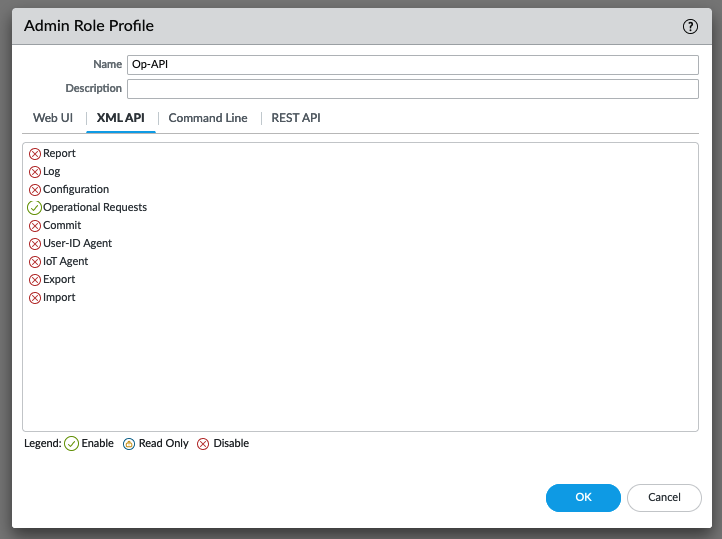 Admin Role Profile
?
Name Op-API
Description
Web UI XML API Command Line REST API
Report
Log
Configuration
Operational Requests
Commit
User-ID Agent
IoT Agent
Export
Import
Legend: Enable Read Only Disable
OK Cancel